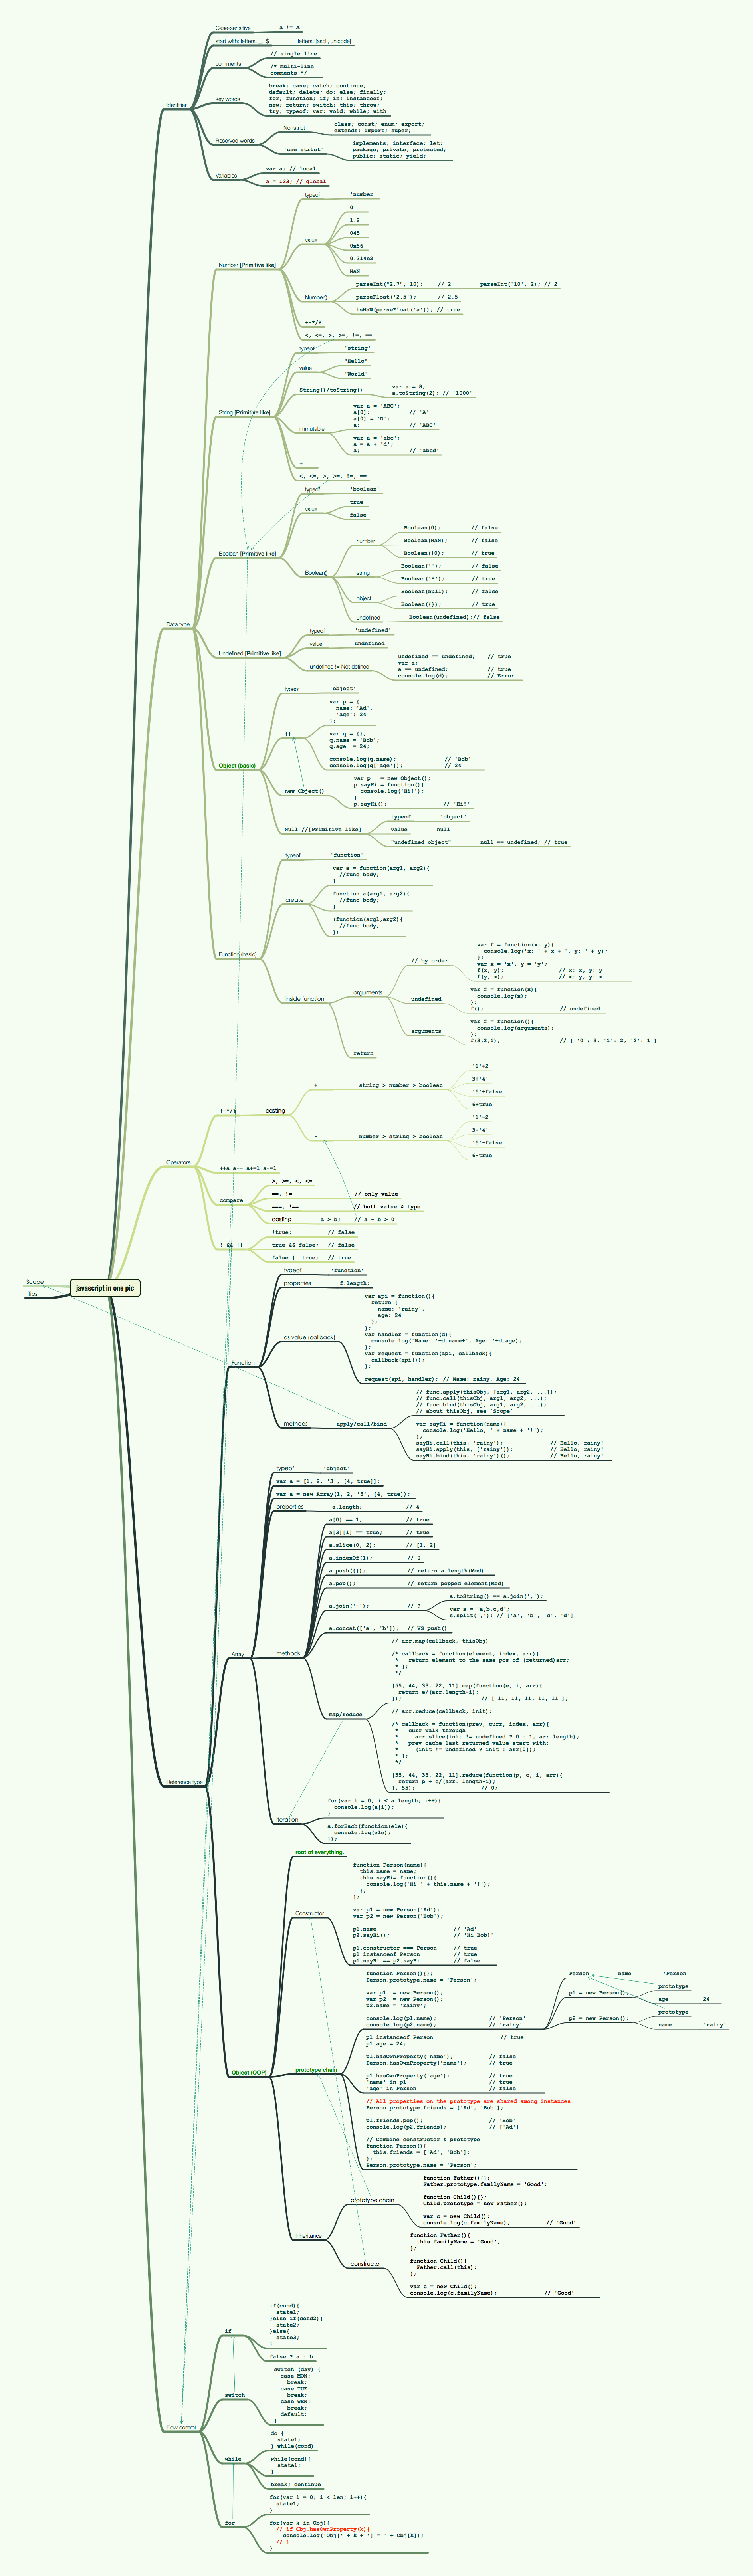 javascript in one pic
Scope
tips
Identifier
Case-sensitive
a != A
start with: letters, _, $
letters: [ascii, unicode]
comments
// single line
/* multi-line
comments */
key words
break; case; catch; continue;
default; delete; do; else; finally;
for; function; if; in; instanceof;
new; return; switch; this; throw;
try; typeof; var; void; while; with
Reserved words
Nonstrict
class; const; enum; export;
extends; import; super;
'use strict'
implements; interface; let;
package; private; protected;
public; static; yield;
Variables
var a; // local
a = 123; // global
Data type
Number [Primitive like]
typeof
'number'
value
0
1.2
045
0a56
0.314e2
NaN
Number()
parseInt("2.7", 10); // 2
parseInt('10', 2); // 2
parseFloat('2.5'); // 2.5
isNaN(parseFloat('a')); // true
+-*/%
<, <=, >, >=, !=, ==
String [Primitive like]
typeof
'string'
value
"Hello"
'World'
String()/toString()
var a = 8;
a.toString(2); // '1000'
immutable
var a = 'ABC';
a[0]; // 'A'
a[0] = 'D';
a; // 'ABC'
var a = 'abc';
a = a + 'd';
a; // 'abcd'
+
<, <=, >, >=, !=, ==
Boolean [Primitive like]
typeof
'boolean'
value
true
false
Boolean()
number
Boolean(0); // false
Boolean(NaN); // false
Boolean(!0); // true
string
Boolean(''); // false
Boolean('*'); // true
object
Boolean(null); // false
Boolean({}); // true
undefined
Boolean(undefined);// false
Undefined [Primitive like]
typeof
'undefined'
value
undefined
undefined != Not defined
undefined == undefined; // true
var a;
a == undefined; // true
console.log(d); // Error
Object (basic)
typeof
'object'
{}
var p = {
name: 'Ad',
'age': 24
};
var q = {};
q.name = 'Bob';
q.age = 24;
console.log(q.name); // 'Bob'
console.log(q['age']); // 24
new Object()
var p = new Object();
p.sayHi = function(){
console.log('Hi!');
}
p.sayHi(); // 'Hi!'
Null //[Primitive like]
typeof
'object'
value
null
"undefined object"
null == undefined; // true
Function (basic)
typeof
'function'
create
var a = function(arg1, arg2){
//func body;
}
function a(arg1, arg2){
//func body;
}
(function(arg1,arg2){
//func body;
})
Inside function
arguments
// by order
var f = function(x, y){
console.log('x: ' + x + ', y: ' + y);
};
var x = 'x', y = 'y';
f(x, y); // x: x, y: y
f(y, x); // x: y, y: x
undefined
var f = function(x){
console.log(x);
};
f(); // undefined
arguments
var f = function(){
console.log(arguments);
};
f(3,2,1); // { '0': 3, '1': 2, '2': 1 }
return
Operators
+-*/%
casting
+
string > number > boolean
'1'+2
3+'4'
'5'+false
6+true
-
number > string > boolean
'1'-2
3-'4'
'5'-false
6-true
++a a-- a+=1 a-=1
compare
>, >=, <, <=
==, != // only value
===, !== // both value & type
casting
a > b; // a - b > 0
! && ||
!true; // false
true && false; // false
false || true; // true
Reference type
Function
typeof
'function'
properties
f.length;
as value (callback)
var api = function(){
return {
name: 'rainy',
age: 24
};
};
var handler = function(d){
console.log('Name: '+d.name+', Age: '+d.age);
};
var request = function(api, callback){
callback(api());
};
request(api, handler); // Name: rainy, Age: 24
methods
apply/call/bind
// func.apply(thisObj, [arg1, arg2, ...]);
// func.call(thisObj, arg1, arg2, ...);
// func.bind(thisObj, arg1, arg2, ...);
// about thisObj, see `Scope`
var sayHi = function(name){
console.log('Hello, ' + name + '!');
};
sayHi.call(this, 'rainy'); // Hello, rainy!
sayHi.apply(this, ['rainy']); // Hello, rainy!
sayHi.bind(this, 'rainy')(); // Hello, rainy!
Array
typeof
'object'
var a = [1, 2, '3', [4, true]];
var a = new Array(1, 2, '3', [4, true]);
properties
a.length; // 4
methods
a[0] == 1; // true
a[3][1] == true; // true
a.slice(0, 2); // [1, 2]
a.indexOf(1); // 0
a.push({}); // return a.length(Mod)
a.pop(); // return popped element(Mod)
a.join('-'); // ?
a.toString() == a.join(',');
var s = 'a,b,c,d';
s.split(','); // ['a', 'b', 'c', 'd']
a.concat(['a', 'b']); // VS push()
map/reduce
// arr.map(callback, thisObj)
/* callback = function(element, index, arr){
* return element to the same pos of (returned)arr;
* };
*/
[55, 44, 33, 22, 11].map(function(e, i, arr){
return e/(arr.length-i);
}); // [ 11, 11, 11, 11, 11 ];
// arr.reduce(callback, init);
/* callback = function(prev, curr, index, arr){
* curr walk through
* arr.slice(init != undefined ? 0 : 1, arr.length);
* prev cache last returned value start with:
* (init != undefined ? init : arr[0]);
* };
*/
[55, 44, 33, 22, 11].reduce(function(p, c, i, arr){
return p + c/(arr. length-i);
}, 55); // 0;
Iteration
for(var i = 0; i < a.length; i++){
console.log(a[i]);
}
a.forEach(function(ele){
console.log(ele);
});
Object (OOP)
root of everything.
Constructor
function Person(name){
this.name = name;
this.sayHi= function(){
console.log('Hi ' + this.name + '!');
};
};
var p1 = new Person('Ad');
var p2 = new Person('Bob');
p1.name // 'Ad'
p2.sayHi(); // 'Hi Bob!'
p1.constructor === Person // true
p1 instanceof Person // true
p1.sayHi == p2.sayHi // false
prototype chain
function Person(){};
Person.prototype.name = 'Person';
var p1 = new Person();
var p2 = new Person();
p2.name = 'rainy';
console.log(p1.name); // 'Person'
console.log(p2.name); // 'rainy'
Person
name
'Person'
p1 = new Person();
prototype
age
24
p2 = new Person();
prototype
name
'rainy'
p1 instanceof Person // true
p1.age = 24;
p1.hasOwnProperty('name'); // false
Person.hasOwnProperty('name'); // true
p1.hasOwnProperty('age'); // true
'name' in p1 // true
'age' in Person // false
// All properties on the prototype are shared among instances
Person.prototype.friends = ['Ad', 'Bob'];
p1.friends.pop(); // 'Bob'
console.log(p2.friends); // ['Ad']
// Combine constructor & prototype
function Person(){
this.friends = ['Ad', 'Bob'];
};
Person.prototype.name = 'Person';
Inheritance
prototype chain
function Father(){};
Father.prototype.familyName = 'Good';
function Child(){};
Child.prototype = new Father();
var c = new Child();
console.log(c.familyName); // 'Good'
constructor
function Father(){
this.familyName = 'Good';
};
function Child(){
Father.call(this);
};
var c = new Child();
console.log(c.familyName); // 'Good'
Flow control
if
if(cond){
state1;
}else if(cond2){
state2;
}else{
state3;
}
false ? a : b
switch
switch (day) {
case MON:
break;
case TUE:
break;
case WEN:
break;
default:
}
while
do {
state1;
} while(cond)
while(cond){
state1;
}
break; continue
for
for(var i = 0; i < len; i++){
state1;
}
for(var k in Obj){
// if Obj.hasOwnProperty(k){
console.log('Obj[' + k + '] = ' + Obj[k]);
// }
}